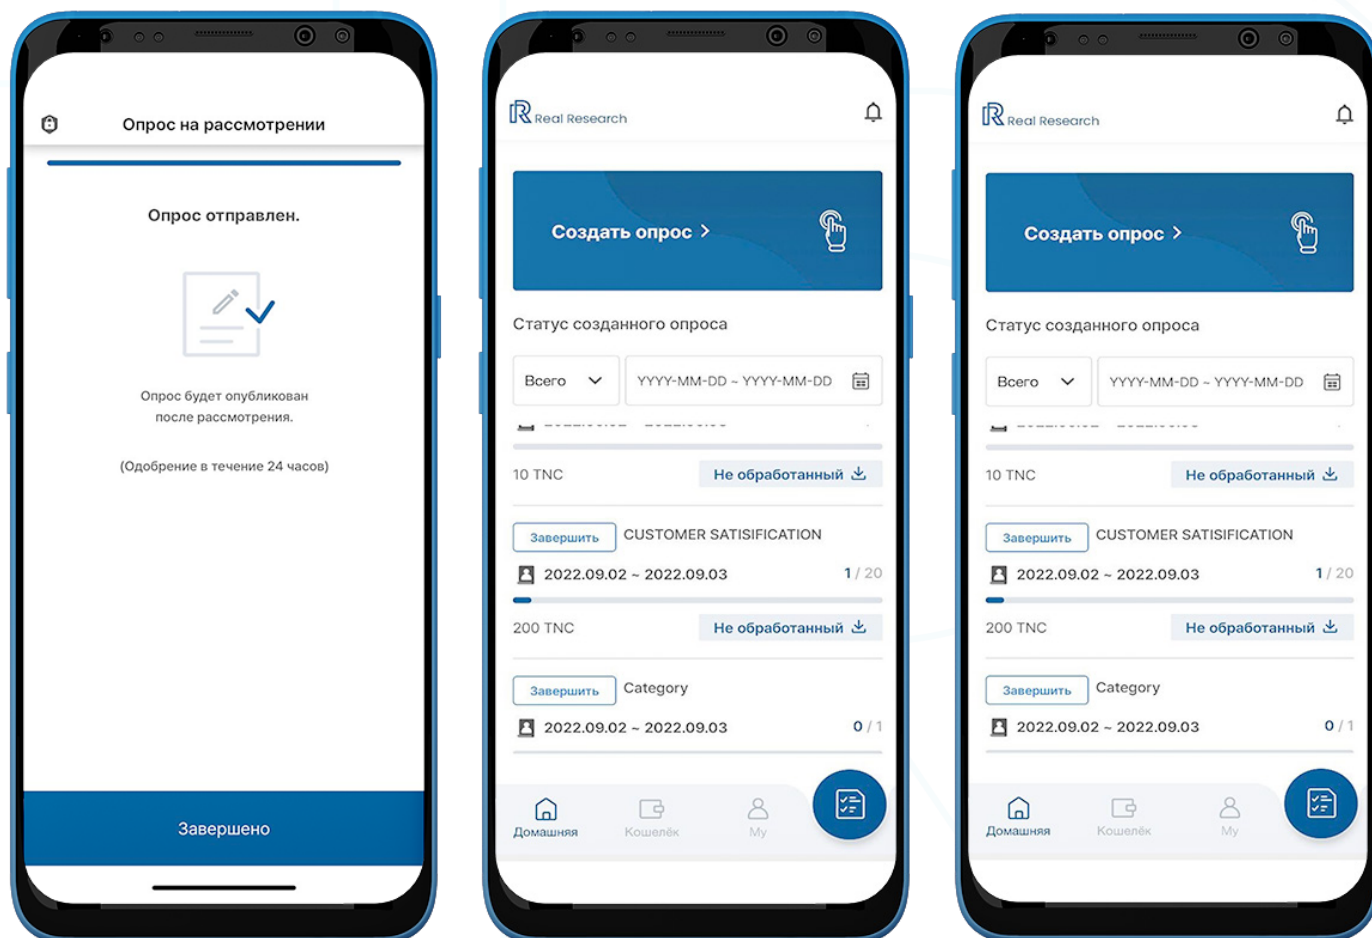 Опрос на рассмотрении
Опрос отправлен.
Опрос будет опубликован
после рассмотрения.
(Одобрение в течение 24 часов)
Завершено
Real Research
Создать опрос >
Статус созданного опроса
Всего
YYYY-MM-DD ~ YYYY-MM-DD
10 TNC
Не обработанный
Завершить CUSTOMER SATISIFICATION
2022.09.02 ~ 2022.09.03 1 / 20
200 TNC
Не обработанный
Завершить Category
2022.09.02 ~ 2022.09.03 0 / 1
Домашняя Кошелёк My
Real Research
Создать опрос >
Статус созданного опроса
Всего
YYYY-MM-DD ~ YYYY-MM-DD
10 TNC
Не обработанный
Завершить CUSTOMER SATISIFICATION
2022.09.02 ~ 2022.09.03 1 / 20
200 TNC
Не обработанный
Завершить Category
2022.09.02 ~ 2022.09.03 0 / 1
Домашняя Кошелёк My